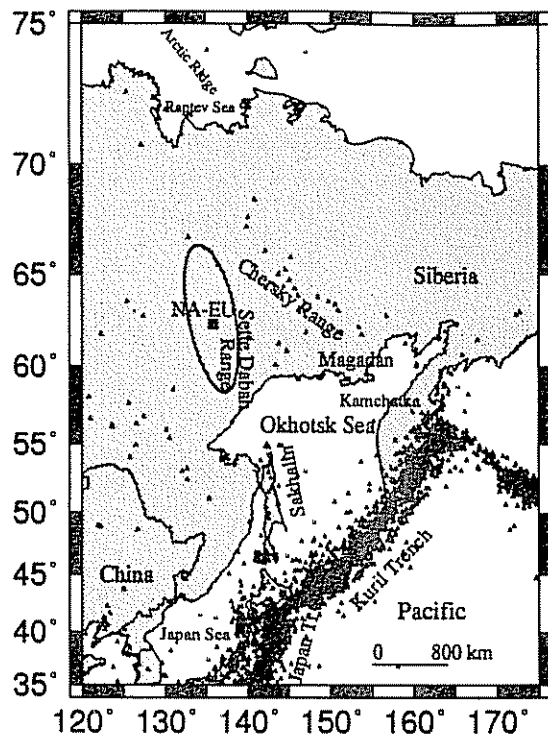 75°
Arctic Ridge
Raptev Sea
70°
65°
Chersky Range
Siberia
NA-EU
Sette Dabah
Range
60°
Magadan
Kamchatka
Okhotsk Sea
55°
Sakhalin
50°
Kuril Trench
45°
China
Pacific
40°
Japan Sea
Japan Tr.
0 800 km
35°
120° 130° 140° 150° 160° 170°